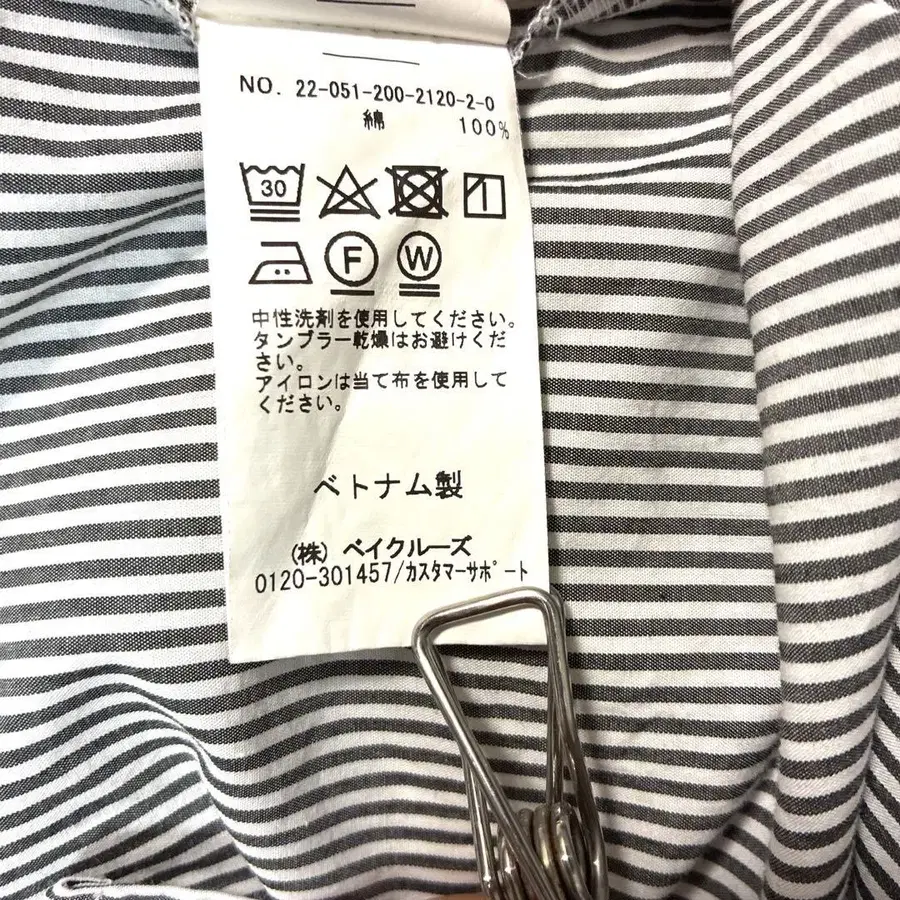 NO. 22-051-200-2120-2-0
綿 100%
30
F W
中性洗剤を使用してください。
タンブラー乾燥はお避けくだ
さい。
アイロンは当て布を使用して
ください。
ベトナム製
(株) ベイクルーズ
0120-301457/カスタマーサポート